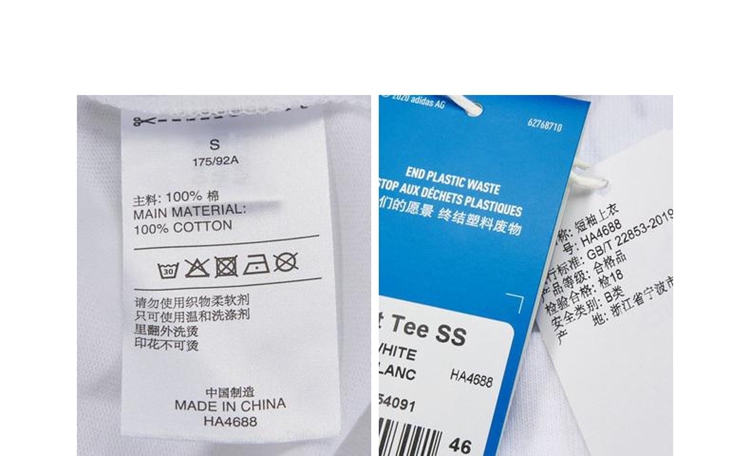 S
175/92A
主料: 100% 棉
MAIN MATERIAL:
100% COTTON
30
请勿使用织物柔软剂
只可使用温和洗涤剂
里翻外洗烫
印花不可烫
中国制造
MADE IN CHINA
HA4688
© 2020 adidas AG
62768710
END PLASTIC WASTE
STOP AUX DÉCHETS PLASTIQUES
们的愿景 终结塑料废物
t Tee SS
WHITE
LANC
HA4688
54091
46
称: 短袖上衣
号: HA4688
行标准: GB/T 22853-2019
产品等级: 合格品
检验合格: 检18
安全类别: B类
产 地: 浙江省宁波市